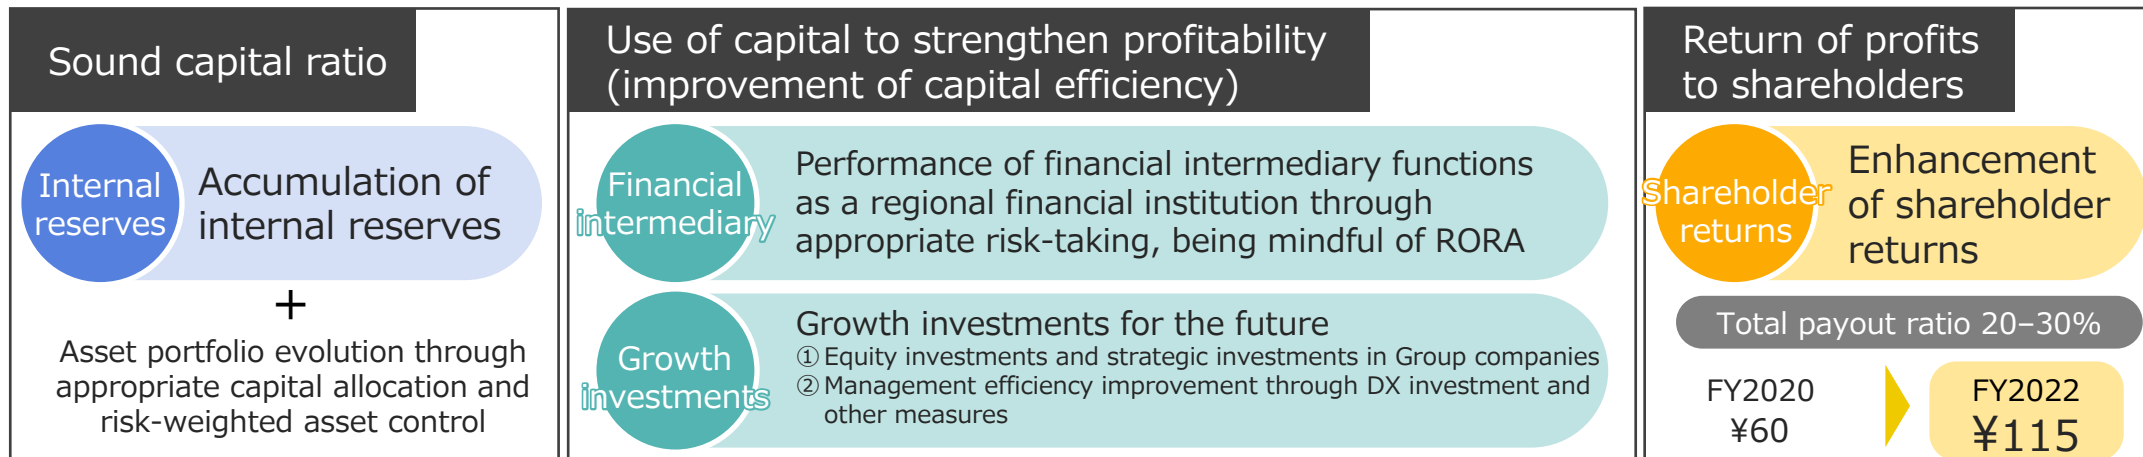 Sound capital ratio
Internal
reserves
Accumulation of
internal reserves
+
Asset portfolio evolution through
appropriate capital allocation and
risk-weighted asset control
Use of capital to strengthen profitability
(improvement of capital efficiency)
Financial
intermediary
Performance of financial intermediary functions
as a regional financial institution through
appropriate risk-taking, being mindful of RORA
Growth
investments
Growth investments for the future
① Equity investments and strategic investments in Group companies
② Management efficiency improvement through DX investment and
other measures
Return of profits
to shareholders
Shareholder
returns
Enhancement
of shareholder
returns
Total payout ratio 20–30%
FY2020
¥60
FY2022
¥115